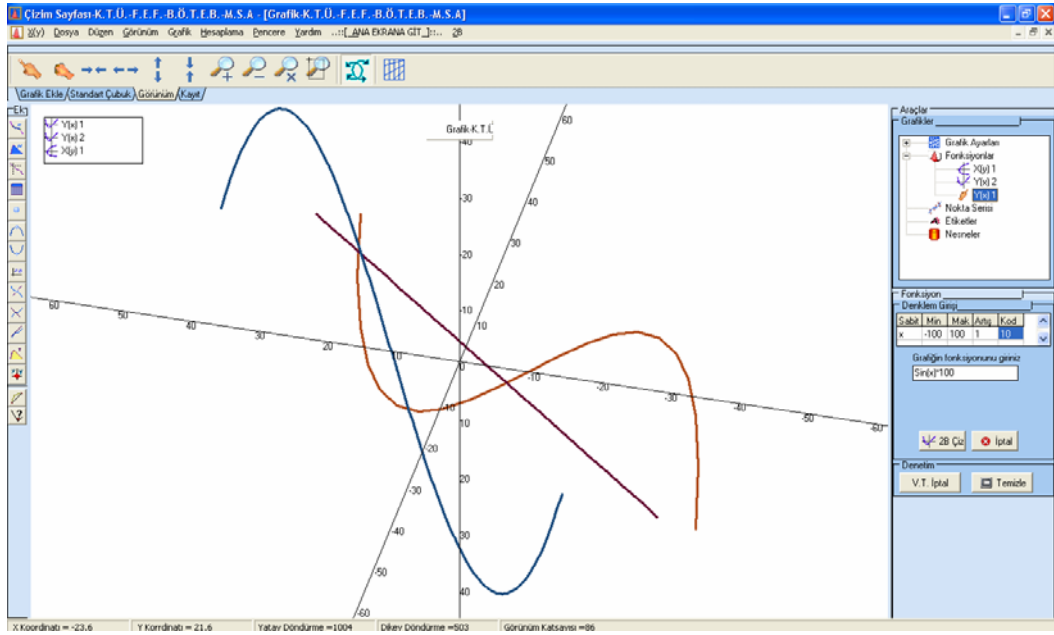 Çizim Sayfası-K.T.Ü.-F.E.F.-B.Ö.T.E.B.-M.S.A - [Grafik-K.T.Ü.-F.E.F.-B.Ö.T.E.B.-M.S.A]
X(y) Dosya Düzen Görünüm Grafik Hesaplama Pencere Yardım ..::[_ANA EKRANA GİT_]::.. 2B
Grafik Ekle Standart Çubuk Görünüm Kayıt
Ek
Y(x) 1
Y(x) 2
X(y) 1
Grafik-K.T.Ü
60
50
40
30
20
10
40
30
20
10
0
60
50
40
30
20
10
-10
-20
-30
-40
-50
-60
-10
-20
-30
-40
-50
-60
10
20
30
40
Araçlar
Grafikler
Grafik Ayarları
Fonksiyonlar
X(y) 1
Y(x) 2
Y(x) 1
Nokta Serisi
Etiketler
Nesneler
Fonksiyon
Denklem Girişi
Sabit Min Mak Artış Kod
x -100 100 1 10
Grafiğin fonksiyonunu giriniz
Sin(x)*100
2B Çiz İptal
Denetim
V.T. İptal Temizle
X Koordinatı = -23.6 Y Korrdinatı = 21.6 Yatay Döndürme =1004 Dikey Döndürme =503 Görünüm Katsayısı =86